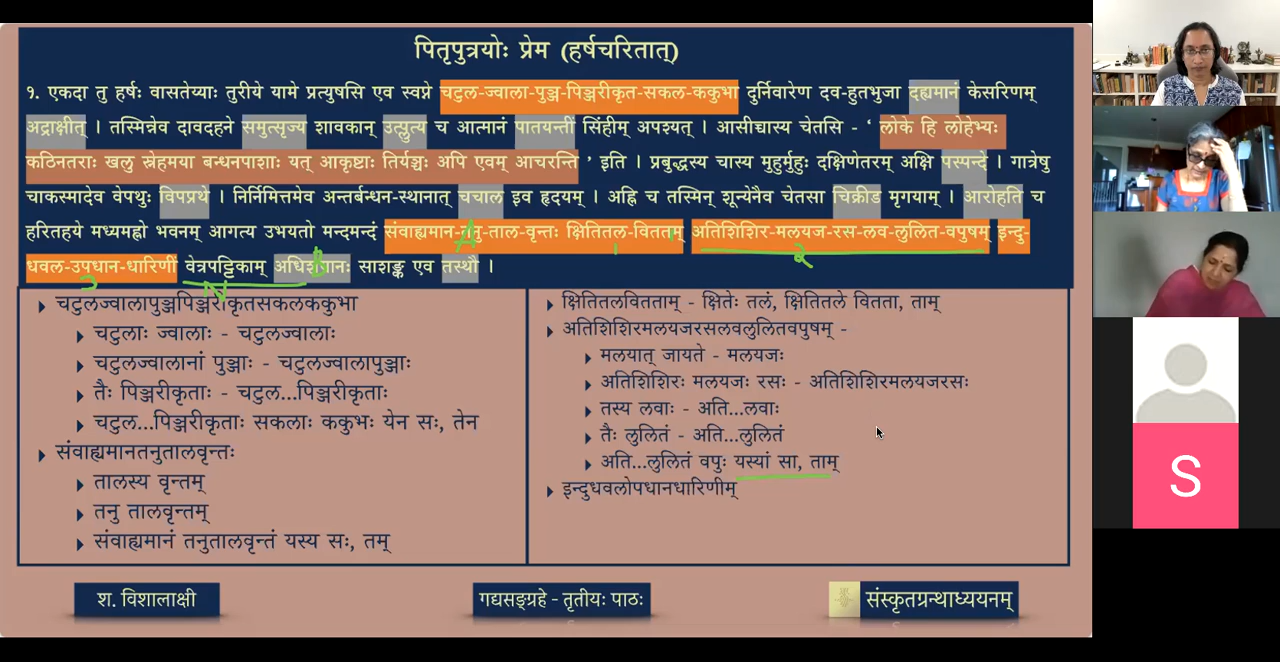 पितृपुत्रयोः प्रेम (हर्षचरितात्)
१. एकदा तु हर्षः वासतेय्याः तुरीये यामे प्रत्युषसि एव स्वप्ने चटुल-ज्वाला-पुञ्ज-पिञ्जरीकृत-सकल-ककुभा दुर्निवारेण दव-हुतभुजा दह्यमानं केसरिणम्
अद्राक्षीत् । तस्मिन्नेव दावदहने समुत्सृज्य शावकान् उत्प्लुत्य च आत्मानं पातयन्तीं सिंहीम् अपश्यत् । आसीच्चास्य चेतसि - ‘ लोके हि लोहेभ्यः
कठिनतराः खलु स्नेहमया बन्धनपाशाः यत् आकृष्टाः तिर्यञ्चः अपि एवम् आचरन्ति ’ इति । प्रबुद्धस्य चास्य मुहुर्मुहुः दक्षिणेतरम् अक्षि पस्पन्दे । गात्रेषु
चाकस्मादेव वेपथुः विपप्रथे । निर्निमित्तमेव अन्तर्बन्धन-स्थानात् चचाल इव हृदयम् । अह्नि च तस्मिन् शून्येनैव चेतसा चिक्रीड मृगयाम् । आरोहति च
हरितहये मध्यमह्नो भवनम् आगत्य उभयतो मन्दमन्दं संवाह्यमान-तनु-ताल-वृन्तः क्षितितल-वितताम् अतिशिशिर-मलयज-रस-लव-लुलित-वपुषम् इन्दु-
धवल-उपधान-धारिणीं वेत्रपट्टिकाम् साशङ्क एव तस्थौ ।
चटुलज्वालापुञ्जपिञ्जरीकृतसकलककुभा
चटुलाः ज्वालाः - चटुलज्वालाः
चटुलज्वालानां पुञ्जाः - चटुलज्वालापुञ्जाः
तैः पिञ्जरीकृताः - चटुल...पिञ्जरीकृताः
चटुल...पिञ्जरीकृताः सकलाः ककुभः येन सः, तेन
संवाह्यमानतनुतालवृन्तः
तालस्य वृन्तम्
तनु तालवृन्तम्
संवाह्यमानं तनुतालवृन्तं यस्य सः, तम्
क्षितितलवितताम् - क्षितेः तलं, क्षितितले वितता, ताम्
अतिशिशिरमलयजरसलवलुलितवपुषम् -
मलयात् जायते - मलयजः
अतिशिशिरः मलयजः रसः - अतिशिशिरमलयजरसः
तस्य लवाः - अति...लवाः
तैः लुलितं - अति...लुलितं
अति...लुलितं वपुः यस्यां सा, ताम्
इन्दुधवलोपधानधारिणीम्
श. विशालाक्षी
गद्यसङ्ग्रहे - तृतीयः पाठः
संस्कृतग्रन्थाध्ययनम्
S